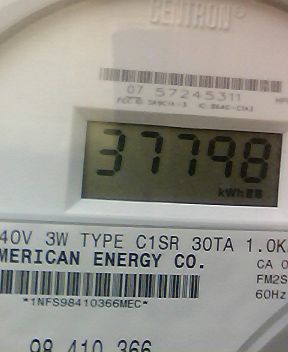 CENTRON®
07 57245311
37798
kWh
40V 3W TYPE C1SR 30TA 1.0K
MERICAN ENERGY CO.
CA 0
FM2S
*1NFS98410366MEC*
60Hz
98 410 366